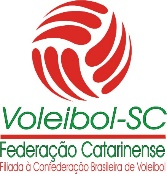 Voleibol-SC
Federação Catarinense
Filiada à Confederação Brasileira de Voleibol